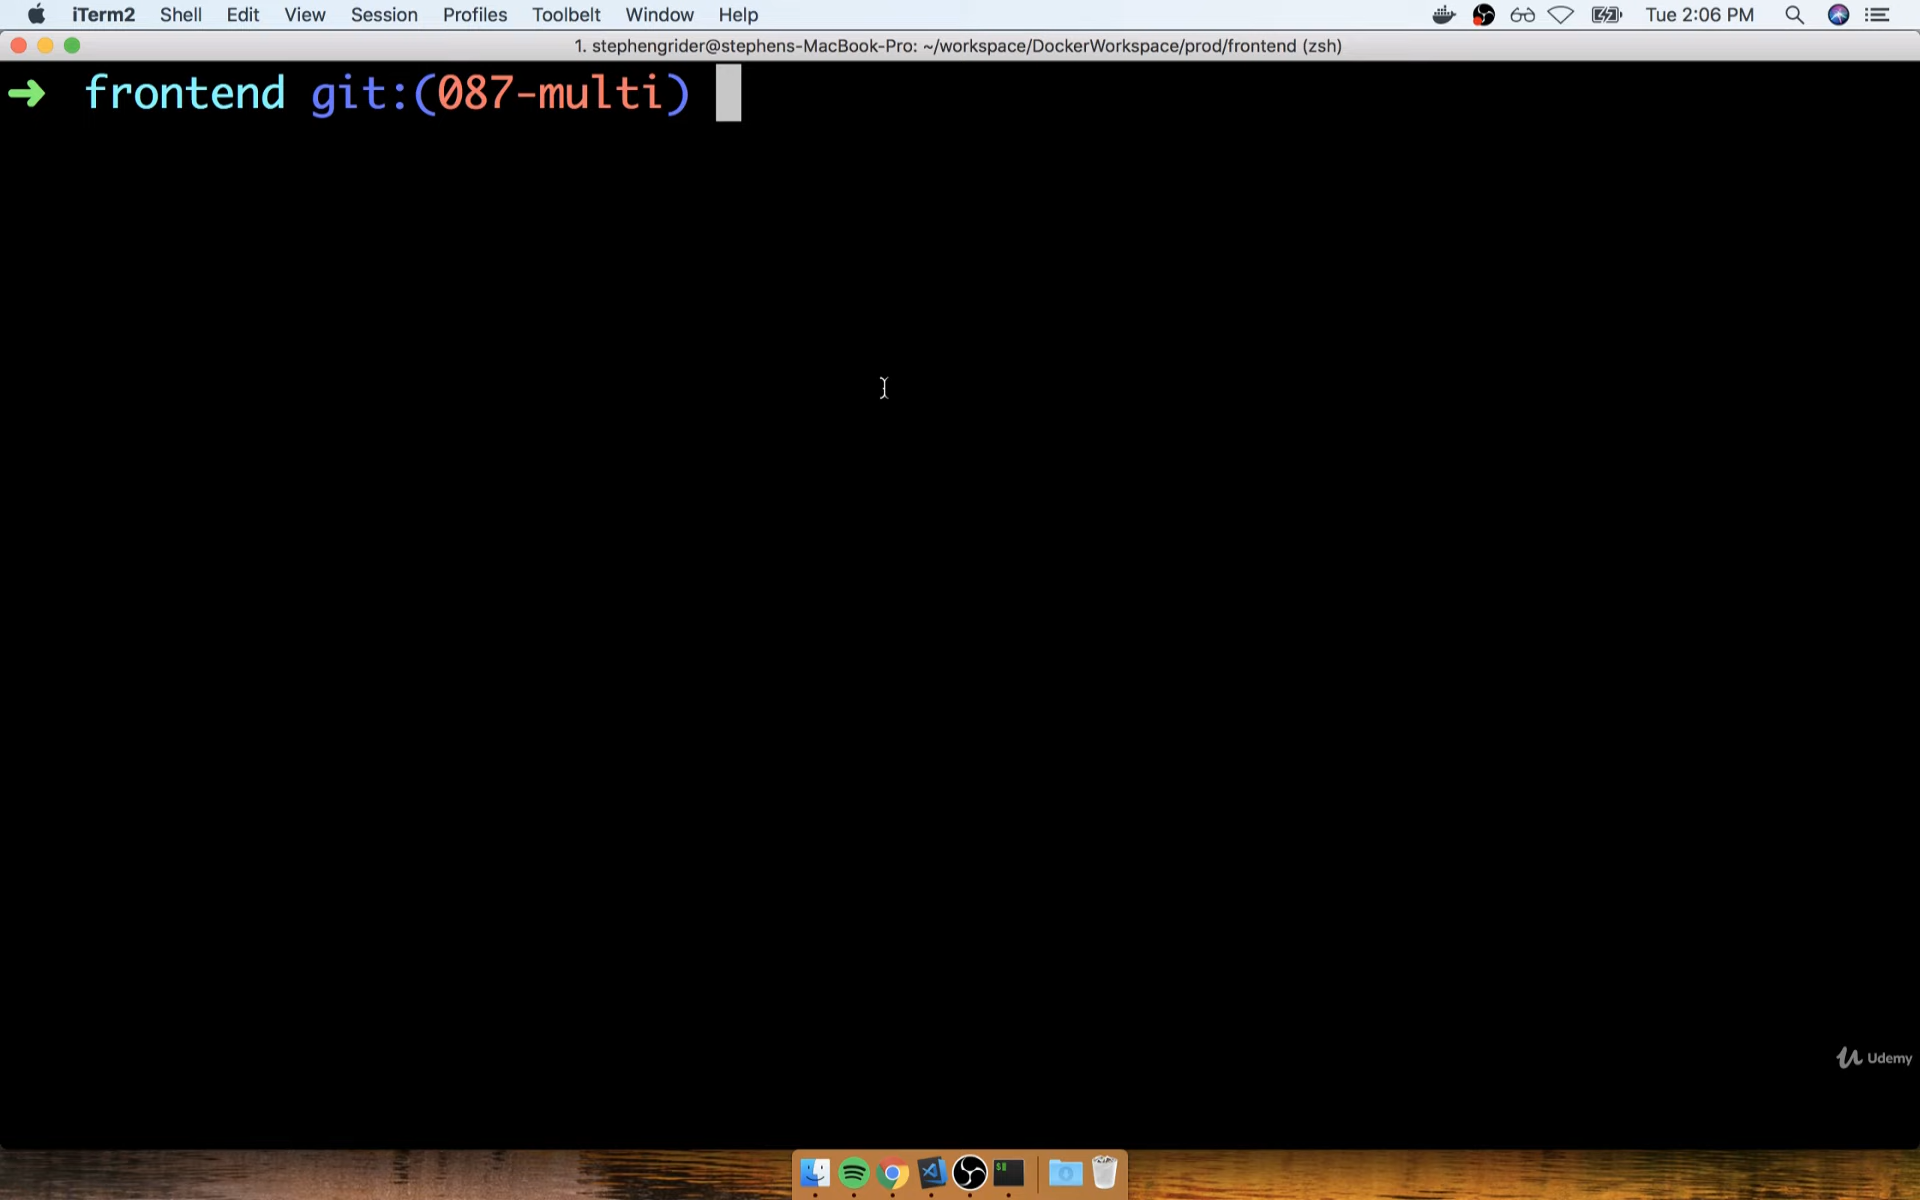 iTerm2 Shell Edit View Session Profiles Toolbelt Window Help Tue 2:06 PM
1. stephengrider@stephens-MacBook-Pro: ~/workspace/DockerWorkspace/prod/frontend (zsh)
➜ frontend git:(087-multi)
Udemy